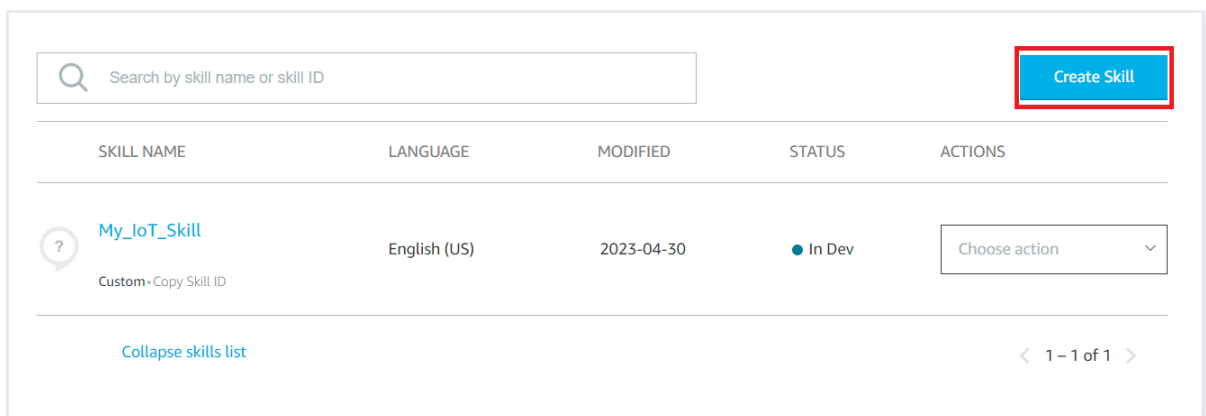 Search by skill name or skill ID
Create Skill
SKILL NAME LANGUAGE MODIFIED STATUS ACTIONS
My_IoT_Skill
? English (US) 2023-04-30 In Dev Choose action
Custom • Copy Skill ID
Collapse skills list 1 – 1 of 1